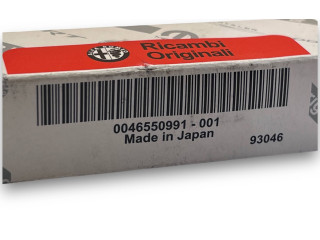 Ricambi
Originali
0046550991 - 001
Made in Japan
93046